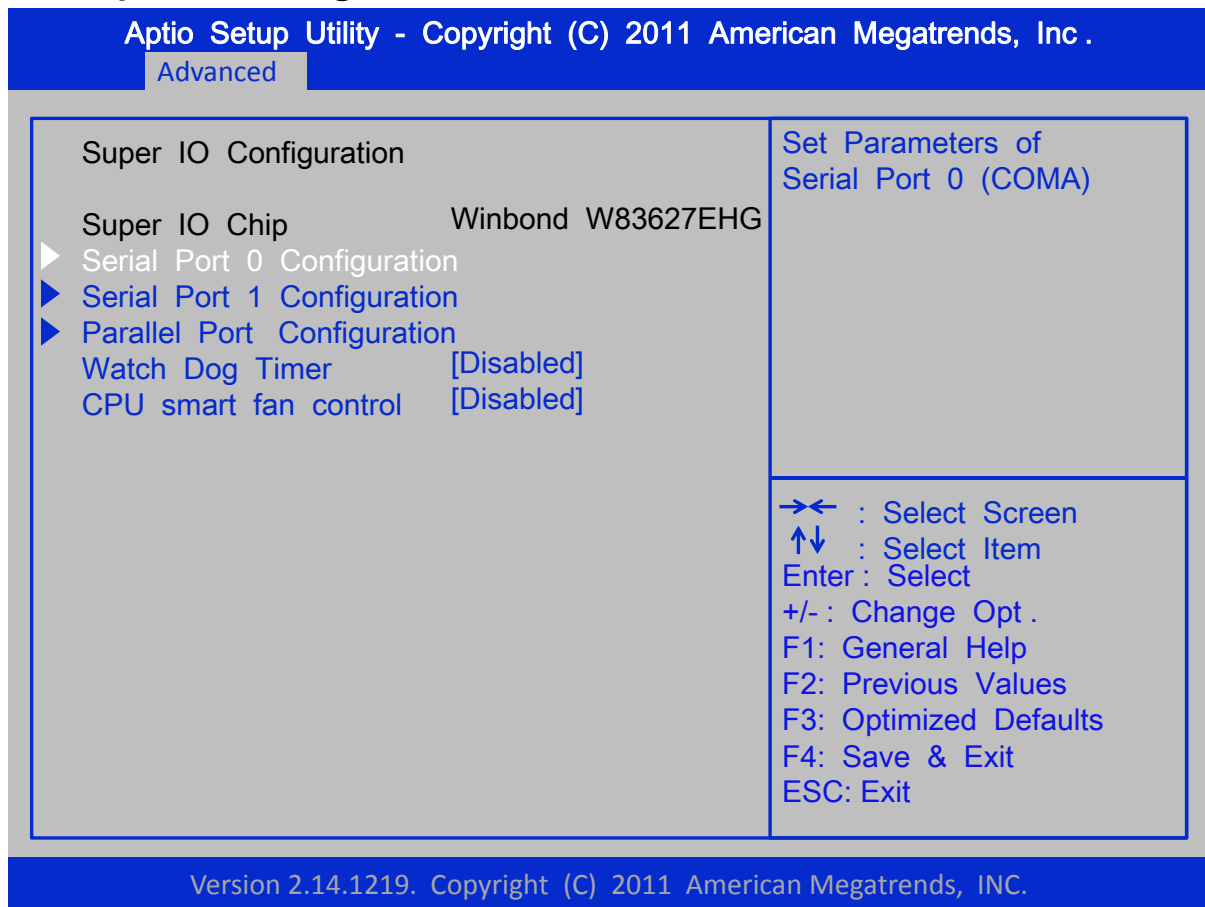 Aptio Setup Utility - Copyright (C) 2011 American Megatrends, Inc .
Advanced
Super IO Configuration
Super IO Chip Winbond W83627EHG
Serial Port 0 Configuration
Serial Port 1 Configuration
Parallel Port Configuration
Watch Dog Timer [Disabled]
CPU smart fan control [Disabled]
Set Parameters of
Serial Port 0 (COMA)
→← : Select Screen
↑↓ : Select Item
Enter : Select
+/- : Change Opt .
F1: General Help
F2: Previous Values
F3: Optimized Defaults
F4: Save & Exit
ESC: Exit
Version 2.14.1219. Copyright (C) 2011 American Megatrends, INC.